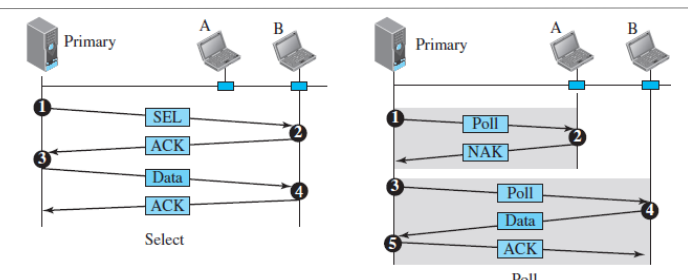 Primary
A
B
1
SEL
2
ACK
3
Data
4
ACK
Select
Primary
A
B
1
Poll
2
NAK
3
Poll
4
Data
5
ACK
Poll